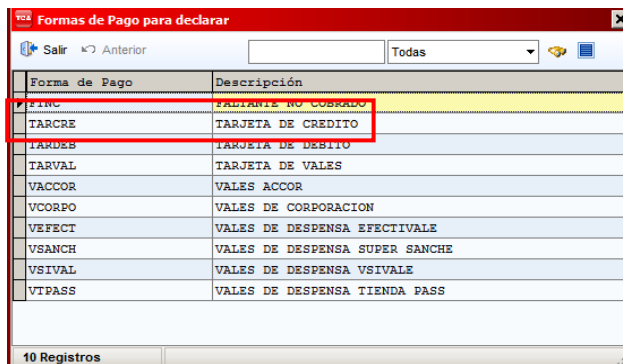 TCA Formas de Pago para declarar
Salir Anterior Todas
Forma de Pago Descripción
FINC FALTANTE NO COBRADO
TARCRE TARJETA DE CREDITO
TARDEB TARJETA DE DEBITO
TARVAL TARJETA DE VALES
VACCOR VALES ACCOR
VCORPO VALES DE CORPORACION
VEFECT VALES DE DESPENSA EFECTIVALE
VSANCH VALES DE DESPENSA SUPER SANCHE
VSIVAL VALES DE DESPENSA VSIVALE
VTPASS VALES DE DESPENSA TIENDA PASS
10 Registros